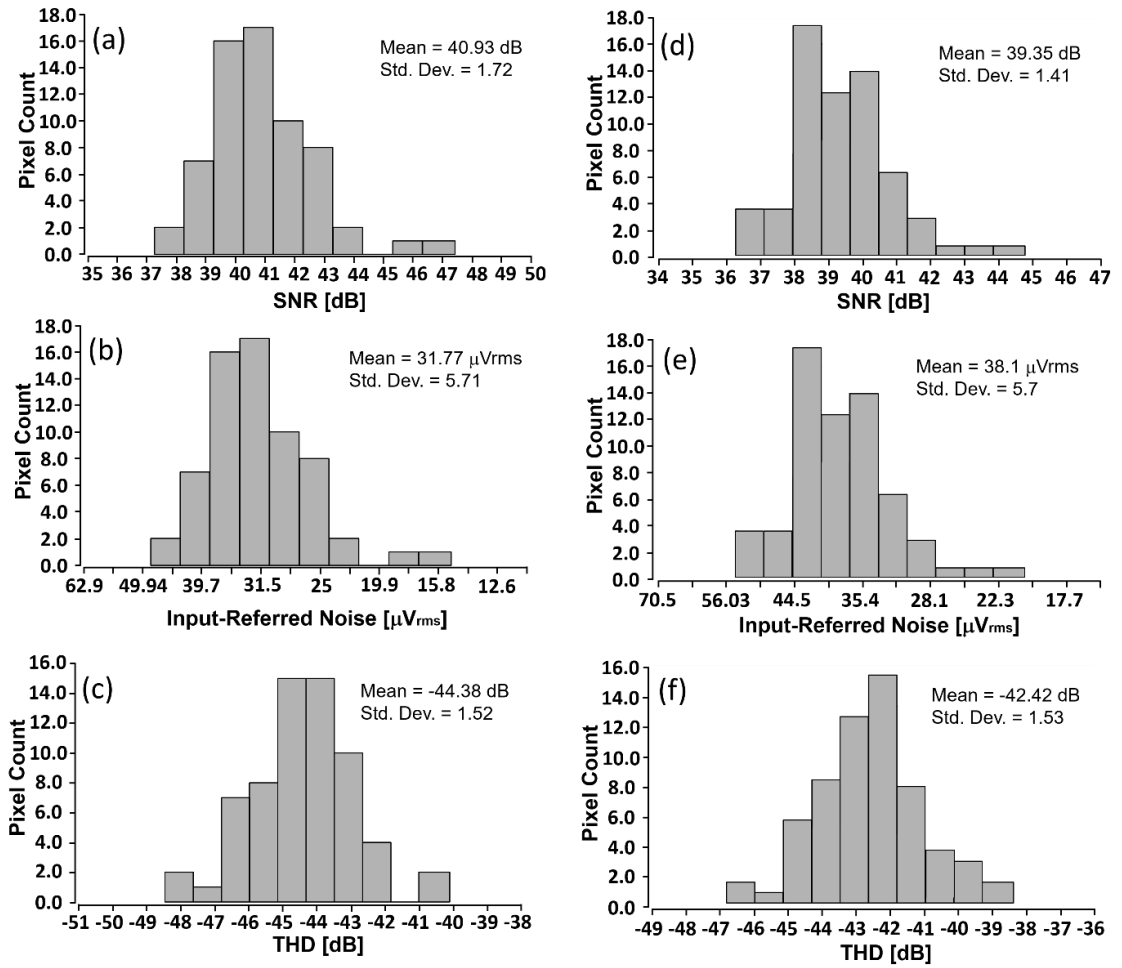 (a)
Mean = 40.93 dB
Std. Dev. = 1.72
Pixel Count
18.0
16.0
14.0
12.0
10.0
8.0
6.0
4.0
2.0
0.0
35 36 37 38 39 40 41 42 43 44 45 46 47 48 49 50
SNR [dB]
(d)
Mean = 39.35 dB
Std. Dev. = 1.41
Pixel Count
18.0
16.0
14.0
12.0
10.0
8.0
6.0
4.0
2.0
0.0
34 35 36 37 38 39 40 41 42 43 44 45 46 47
SNR [dB]
(b)
Mean = 31.77 μVrms
Std. Dev. = 5.71
Pixel Count
18.0
16.0
14.0
12.0
10.0
8.0
6.0
4.0
2.0
0.0
62.9 49.94 39.7 31.5 25 19.9 15.8 12.6
Input-Referred Noise [μVrms]
(e)
Mean = 38.1 μVrms
Std. Dev. = 5.7
Pixel Count
18.0
16.0
14.0
12.0
10.0
8.0
6.0
4.0
2.0
0.0
70.5 56.03 44.5 35.4 28.1 22.3 17.7
Input-Referred Noise [μVrms]
(c)
Mean = -44.38 dB
Std. Dev. = 1.52
Pixel Count
16.0
14.0
12.0
10.0
8.0
6.0
4.0
2.0
0.0
-51 -50 -49 -48 -47 -46 -45 -44 -43 -42 -41 -40 -39 -38
THD [dB]
(f)
Mean = -42.42 dB
Std. Dev. = 1.53
Pixel Count
16.0
14.0
12.0
10.0
8.0
6.0
4.0
2.0
0.0
-49 -48 -47 -46 -45 -44 -43 -42 -41 -40 -39 -38 -37 -36
THD [dB]